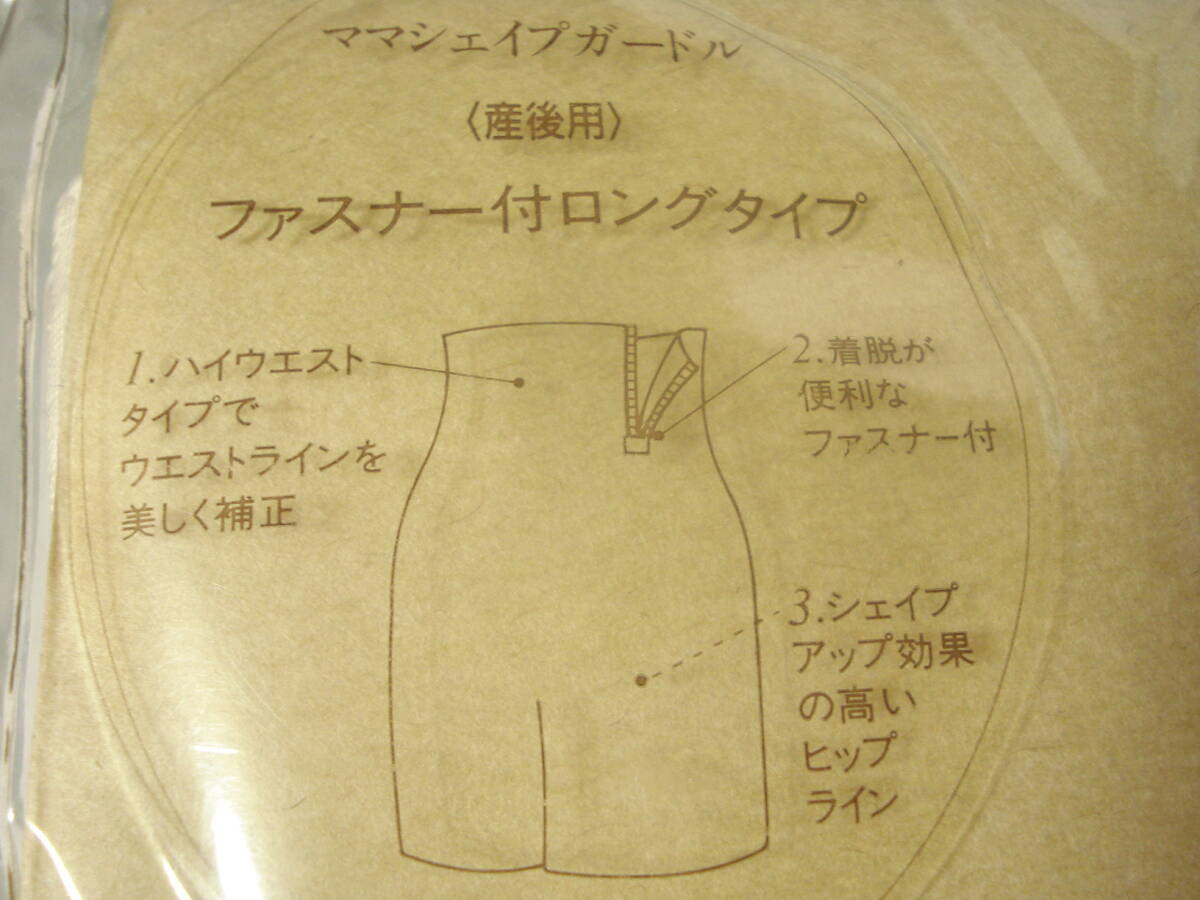 ママシェイプガードル
〈産後用〉
ファスナー付ロングタイプ
1.ハイウエスト
タイプで
ウエストラインを
美しく補正
2.着脱が
便利な
ファスナー付
3.シェイプ
アップ効果
の高い
ヒップ
ライン